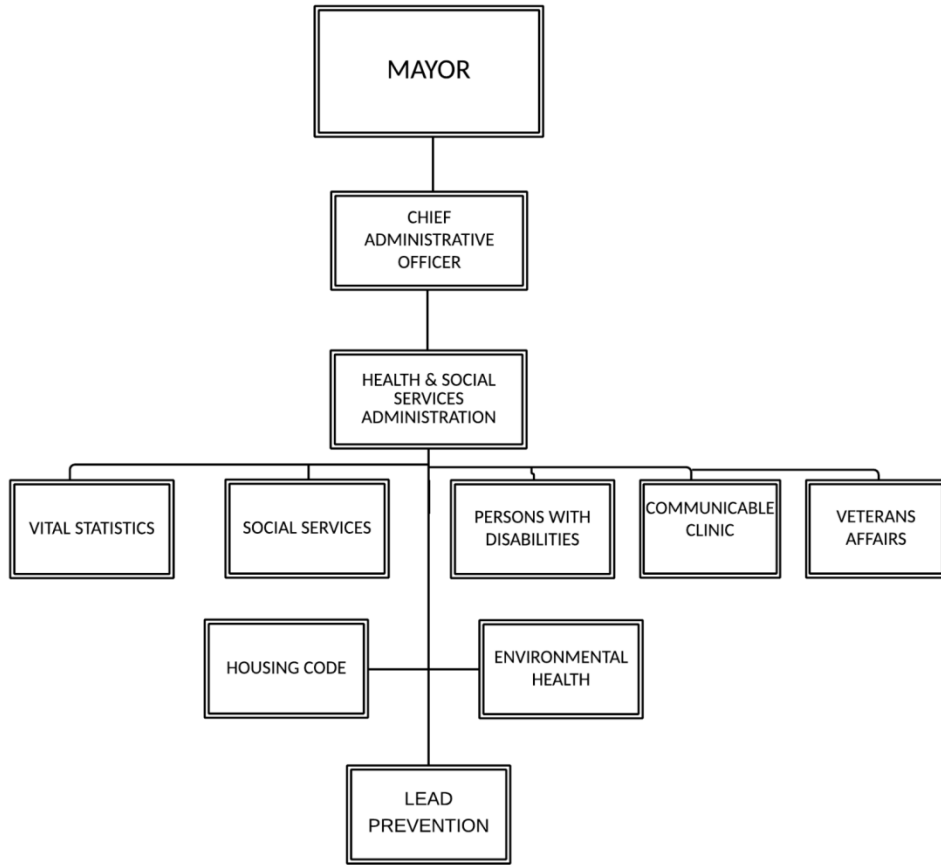 MAYOR
CHIEF
ADMINISTRATIVE
OFFICER
HEALTH & SOCIAL
SERVICES
ADMINISTRATION
VITAL STATISTICS
SOCIAL SERVICES
PERSONS WITH
DISABILITIES
COMMUNICABLE
CLINIC
VETERANS
AFFAIRS
HOUSING CODE
ENVIRONMENTAL
HEALTH
LEAD
PREVENTION